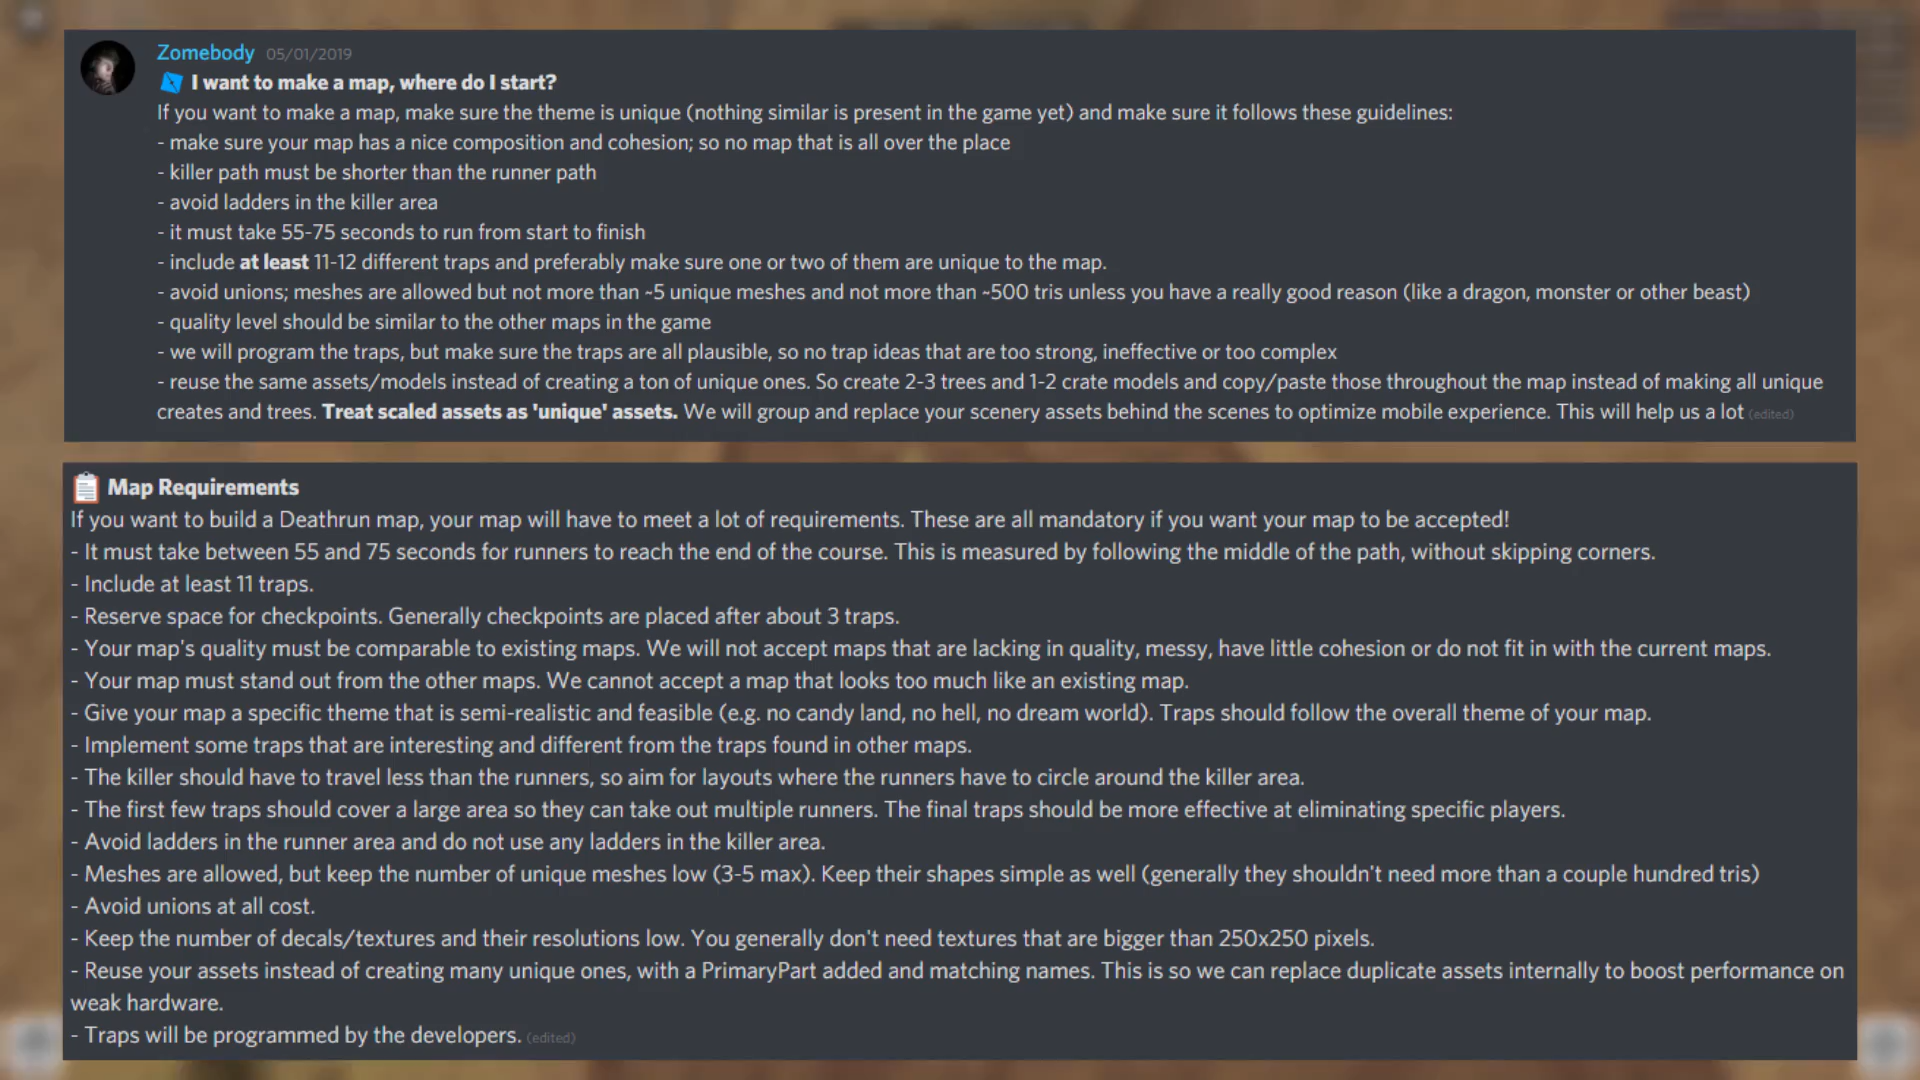 Zomebody 05/01/2019
I want to make a map, where do I start?
If you want to make a map, make sure the theme is unique (nothing similar is present in the game yet) and make sure it follows these guidelines:
- make sure your map has a nice composition and cohesion; so no map that is all over the place
- killer path must be shorter than the runner path
- avoid ladders in the killer area
- it must take 55-75 seconds to run from start to finish
- include at least 11-12 different traps and preferably make sure one or two of them are unique to the map.
- avoid unions; meshes are allowed but not more than ~5 unique meshes and not more than ~500 tris unless you have a really good reason (like a dragon, monster or other beast)
- quality level should be similar to the other maps in the game
- we will program the traps, but make sure the traps are all plausible, so no trap ideas that are too strong, ineffective or too complex
- reuse the same assets/models instead of creating a ton of unique ones. So create 2-3 trees and 1-2 crate models and copy/paste those throughout the map instead of making all unique
creates and trees. Treat scaled assets as 'unique' assets. We will group and replace your scenery assets behind the scenes to optimize mobile experience. This will help us a lot (edited)
Map Requirements
If you want to build a Deathrun map, your map will have to meet a lot of requirements. These are all mandatory if you want your map to be accepted!
- It must take between 55 and 75 seconds for runners to reach the end of the course. This is measured by following the middle of the path, without skipping corners.
- Include at least 11 traps.
- Reserve space for checkpoints. Generally checkpoints are placed after about 3 traps.
- Your map's quality must be comparable to existing maps. We will not accept maps that are lacking in quality, messy, have little cohesion or do not fit in with the current maps.
- Your map must stand out from the other maps. We cannot accept a map that looks too much like an existing map.
- Give your map a specific theme that is semi-realistic and feasible (e.g. no candy land, no hell, no dream world). Traps should follow the overall theme of your map.
- Implement some traps that are interesting and different from the traps found in other maps.
- The killer should have to travel less than the runners, so aim for layouts where the runners have to circle around the killer area.
- The first few traps should cover a large area so they can take out multiple runners. The final traps should be more effective at eliminating specific players.
- Avoid ladders in the runner area and do not use any ladders in the killer area.
- Meshes are allowed, but keep the number of unique meshes low (3-5 max). Keep their shapes simple as well (generally they shouldn't need more than a couple hundred tris)
- Avoid unions at all cost.
- Keep the number of decals/textures and their resolutions low. You generally don't need textures that are bigger than 250x250 pixels.
- Reuse your assets instead of creating many unique ones, with a PrimaryPart added and matching names. This is so we can replace duplicate assets internally to boost performance on
weak hardware.
- Traps will be programmed by the developers. (edited)